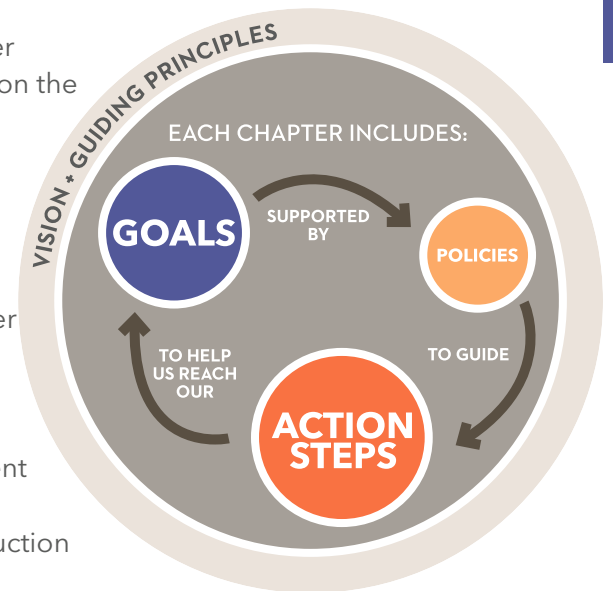 on the
VISION + GUIDING PRINCIPLES
EACH CHAPTER INCLUDES:
GOALS
SUPPORTED
BY
POLICIES
TO GUIDE
ACTION
STEPS
TO HELP
US REACH
OUR